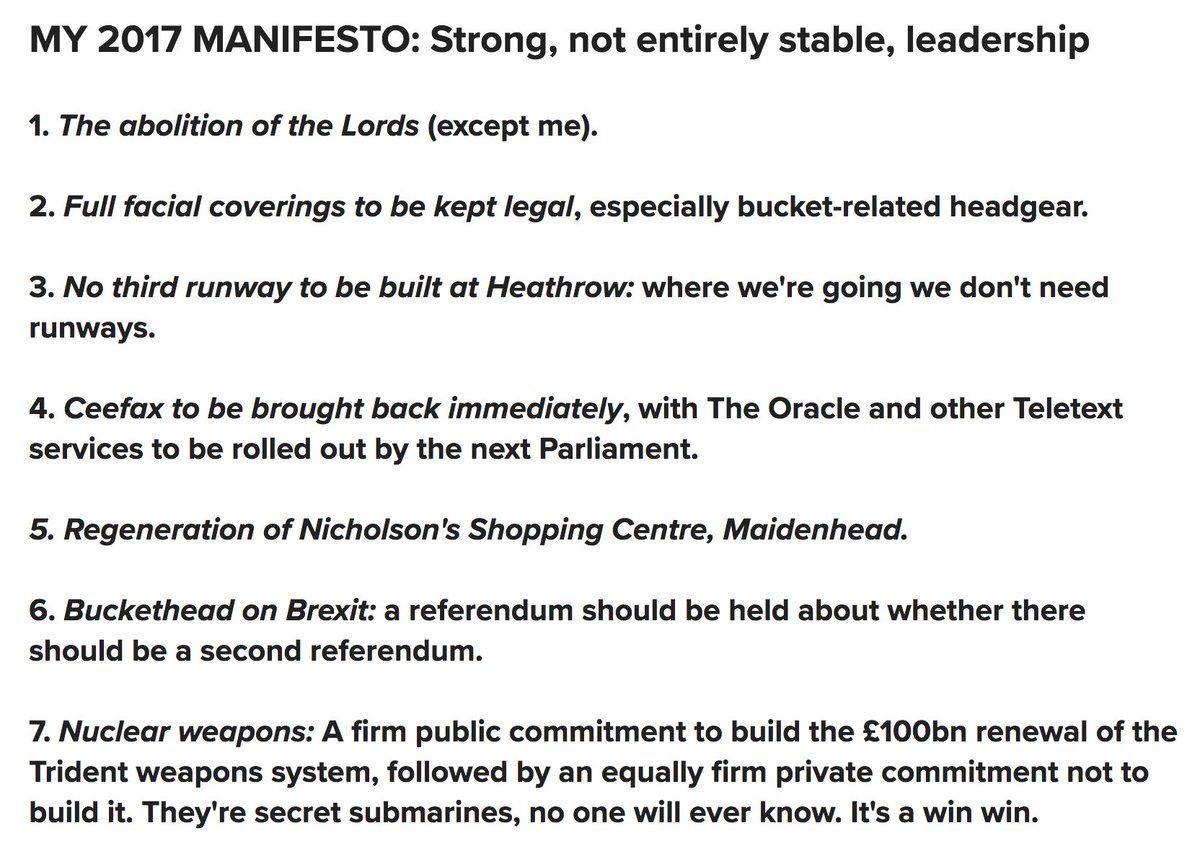 MY 2017 MANIFESTO: Strong, not entirely stable, leadership
1. The abolition of the Lords (except me).
2. Full facial coverings to be kept legal, especially bucket-related headgear.
3. No third runway to be built at Heathrow: where we're going we don't need
runways.
4. Ceefax to be brought back immediately, with The Oracle and other Teletext
services to be rolled out by the next Parliament.
5. Regeneration of Nicholson's Shopping Centre, Maidenhead.
6. Buckethead on Brexit: a referendum should be held about whether there
should be a second referendum.
7. Nuclear weapons: A firm public commitment to build the £100bn renewal of the
Trident weapons system, followed by an equally firm private commitment not to
build it. They're secret submarines, no one will ever know. It's a win win.